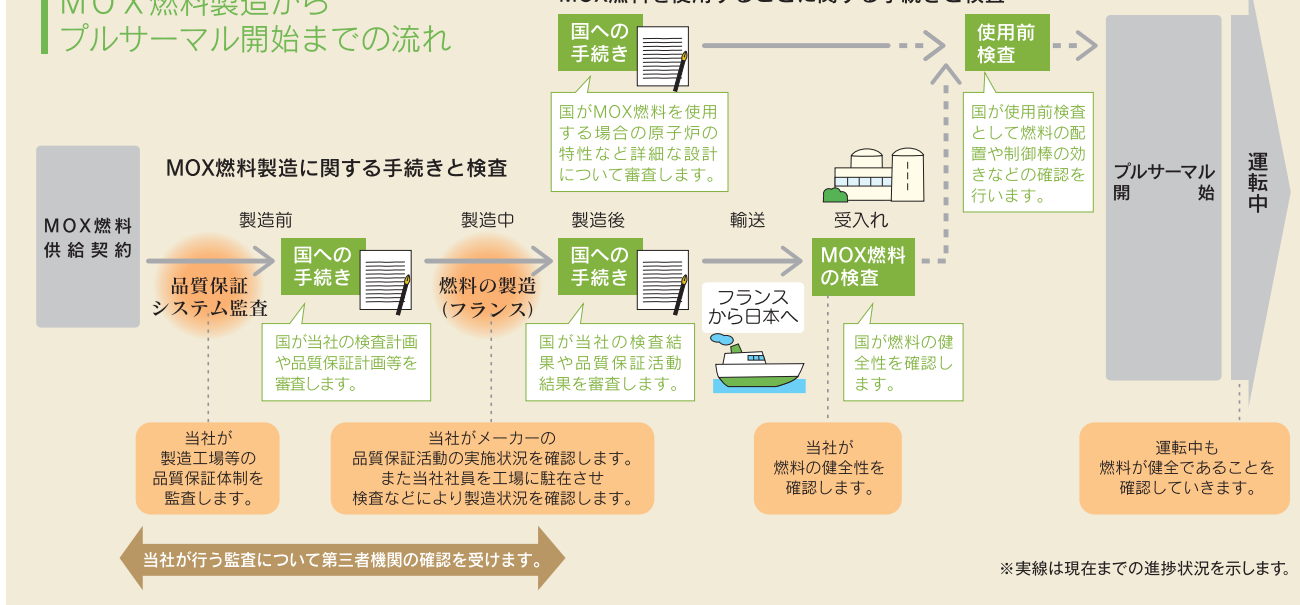 MOX燃料製造から
プルサーマル開始までの流れ
MOX燃料を使用することに関する手続きと検査
国への
手続き
使用前
検査
国がMOX燃料を使用
する場合の原子炉の
特性など詳細な設計
について審査します。
国が使用前検査
として燃料の配
置や制御棒の効
きなどの確認を
行います。
MOX燃料製造に関する手続きと検査
MOX燃料
供給契約
製造前
製造中
製造後
輸送
受入れ
品質保証
システム監査
国への
手続き
燃料の製造
(フランス)
国への
手続き
フランス
から日本へ
MOX燃料
の検査
プルサーマル
開始
運転中
国が当社の検査計画
や品質保証計画等を
審査します。
国が当社の検査結
果や品質保証活動
結果を審査します。
国が燃料の健
全性を確認し
ます。
当社が
製造工場等の
品質保証体制を
監査します。
当社がメーカーの
品質保証活動の実施状況を確認します。
また当社社員を工場に駐在させ
検査などにより製造状況を確認します。
当社が
燃料の健全性を
確認します。
運転中も
燃料が健全であることを
確認していきます。
当社が行う監査について第三者機関の確認を受けます。
※実線は現在までの進捗状況を示します。